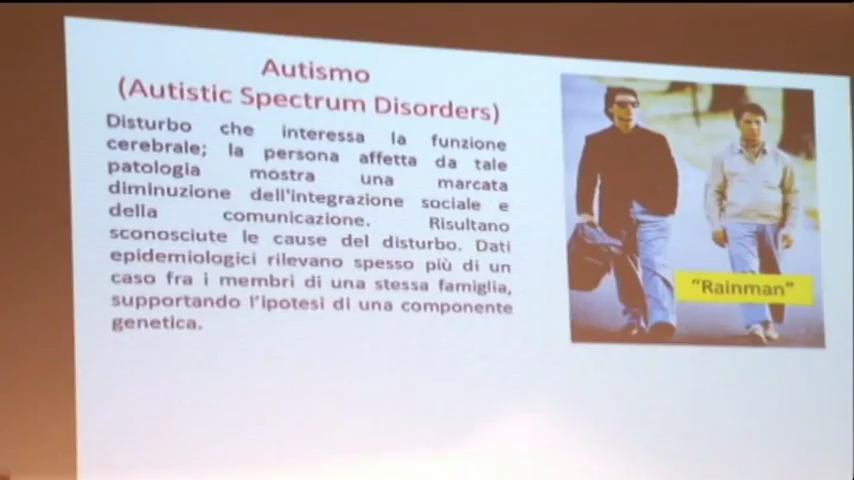 Autismo
(Autistic Spectrum Disorders)
Disturbo che interessa la funzione
cerebrale; la persona affetta da tale
patologia mostra una marcata
diminuzione dell'integrazione sociale e
della comunicazione. Risultano
sconosciute le cause del disturbo. Dati
epidemiologici rilevano spesso più di un
caso fra i membri di una stessa famiglia,
supportando l'ipotesi di una componente
genetica.
"Rainman"